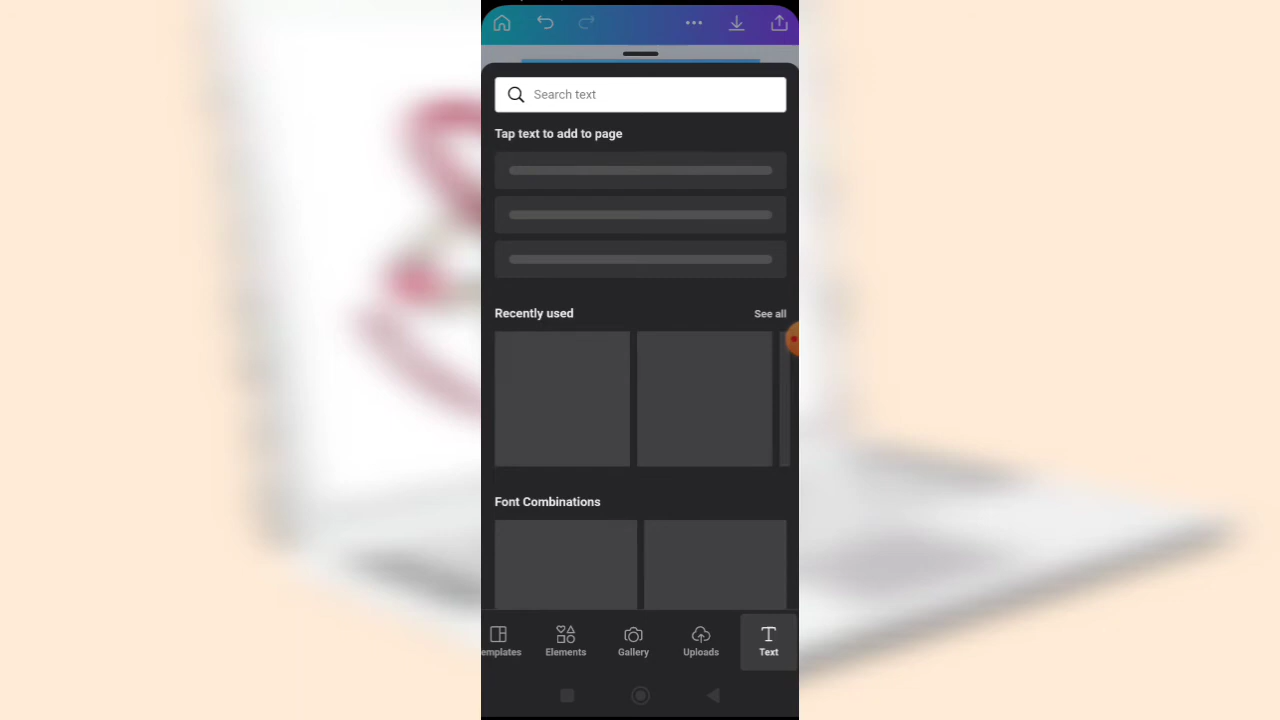 Search text
Tap text to add to page
Recently used
See all
Font Combinations
emplates
Elements
Gallery
Uploads
Text